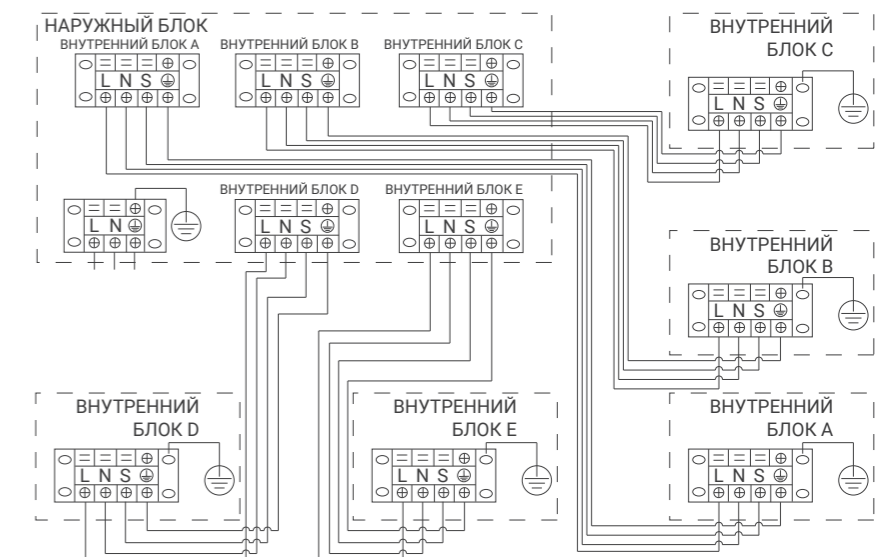 НАРУЖНЫЙ БЛОК
ВНУТРЕННИЙ БЛОК A
ВНУТРЕННИЙ БЛОК B
ВНУТРЕННИЙ БЛОК C
L N S
L N S
L N S
ВНУТРЕННИЙ
БЛОК C
L N S
ВНУТРЕННИЙ БЛОК D
ВНУТРЕННИЙ БЛОК E
L N
L N S
L N S
ВНУТРЕННИЙ
БЛОК B
L N S
ВНУТРЕННИЙ
БЛОК D
L N S
ВНУТРЕННИЙ
БЛОК E
L N S
ВНУТРЕННИЙ
БЛОК A
L N S